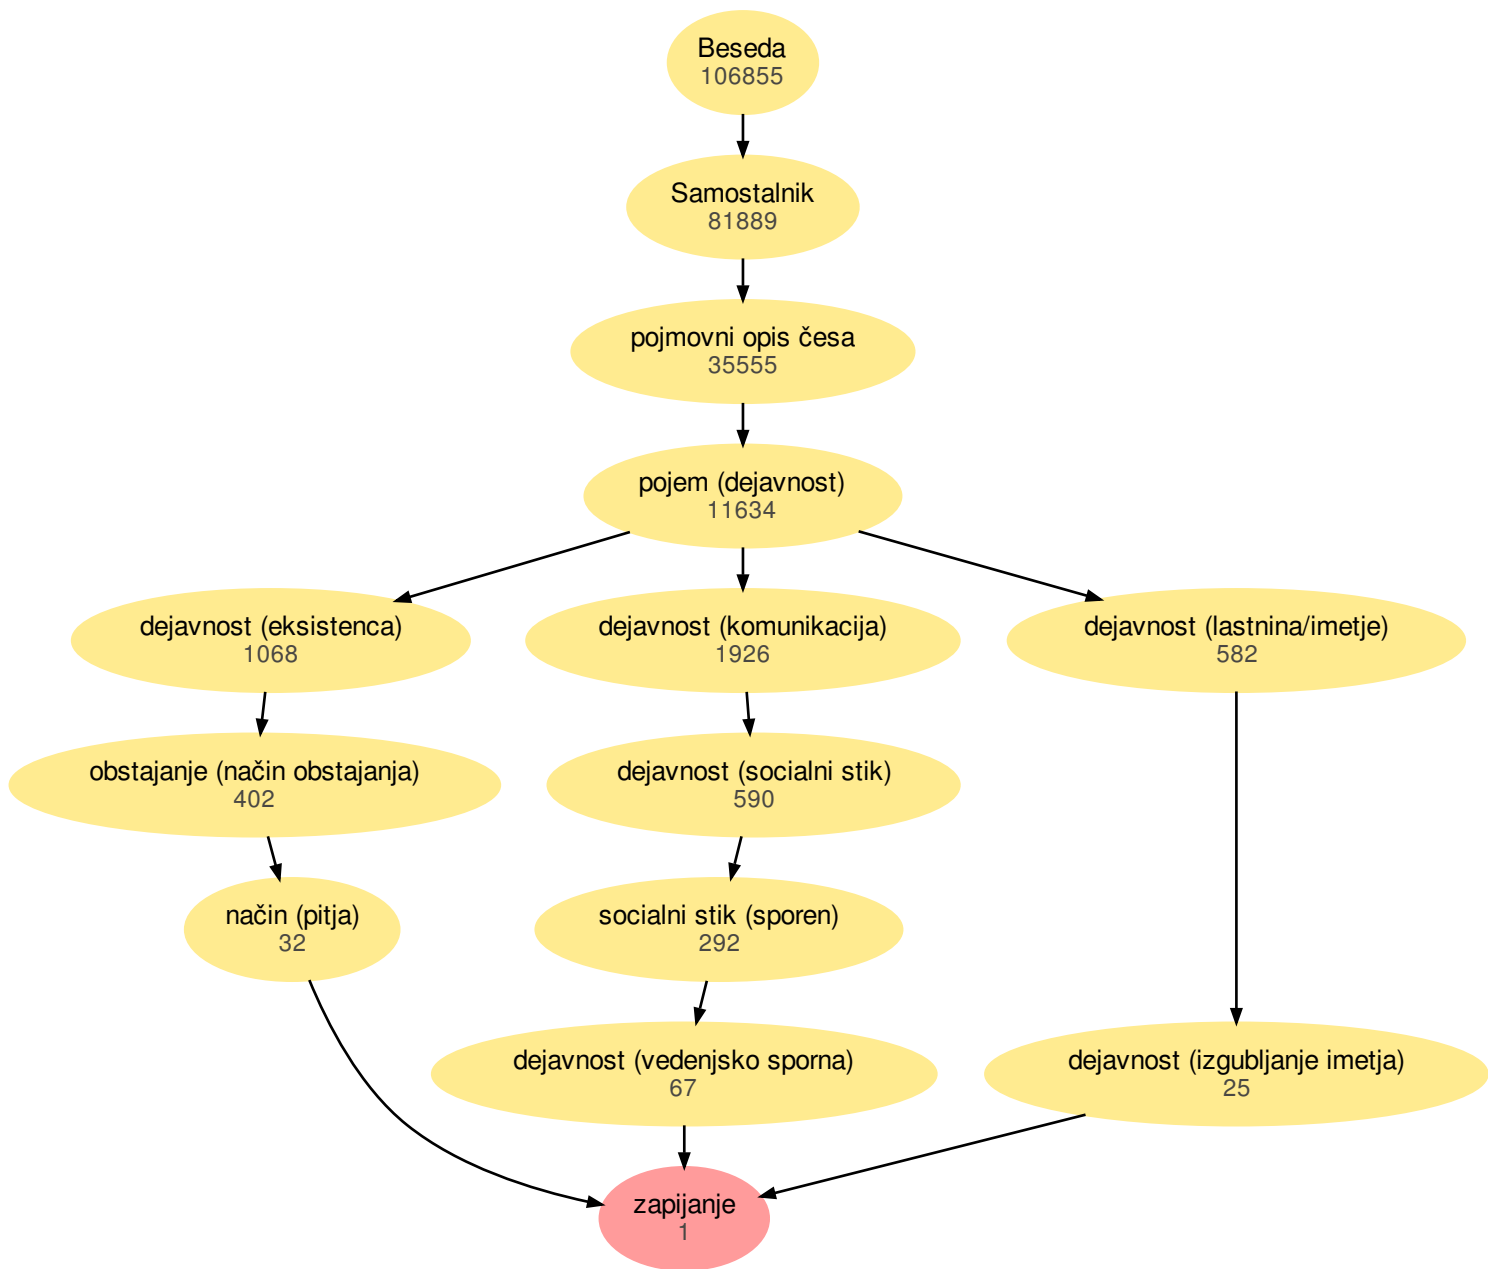 Beseda
106855
Samostalnik
81889
pojmovni opis česa
35555
pojem (dejavnost)
11634
dejavnost (eksistenca)
1068
dejavnost (komunikacija)
1926
dejavnost (lastnina/imetje)
582
obstajanje (način obstajanja)
402
dejavnost (socialni stik)
590
način (pitja)
32
socialni stik (sporen)
292
dejavnost (vedenjsko sporna)
67
dejavnost (izgubljanje imetja)
25
zapijanje
1